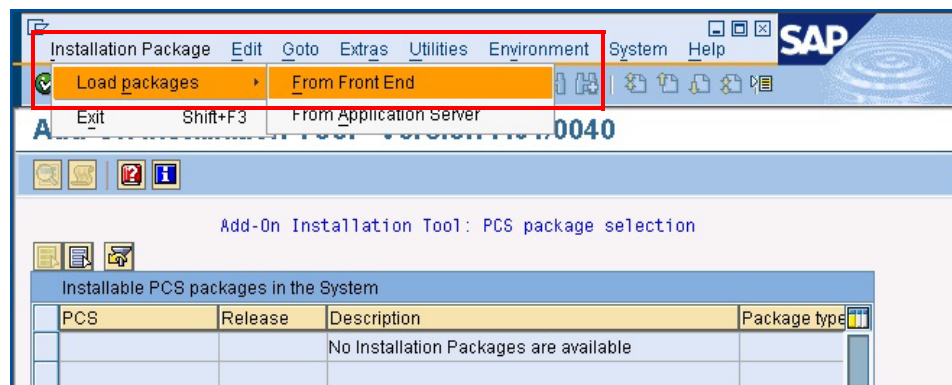 Installation Package Edit Goto Extras Utilities Environment System Help
SAP
Load packages From Front End
Exit Shift+F3 From Application Server
0040
Add-On Installation Tool: PCS package selection
Installable PCS packages in the System
PCS Release Description Package type
No Installation Packages are available